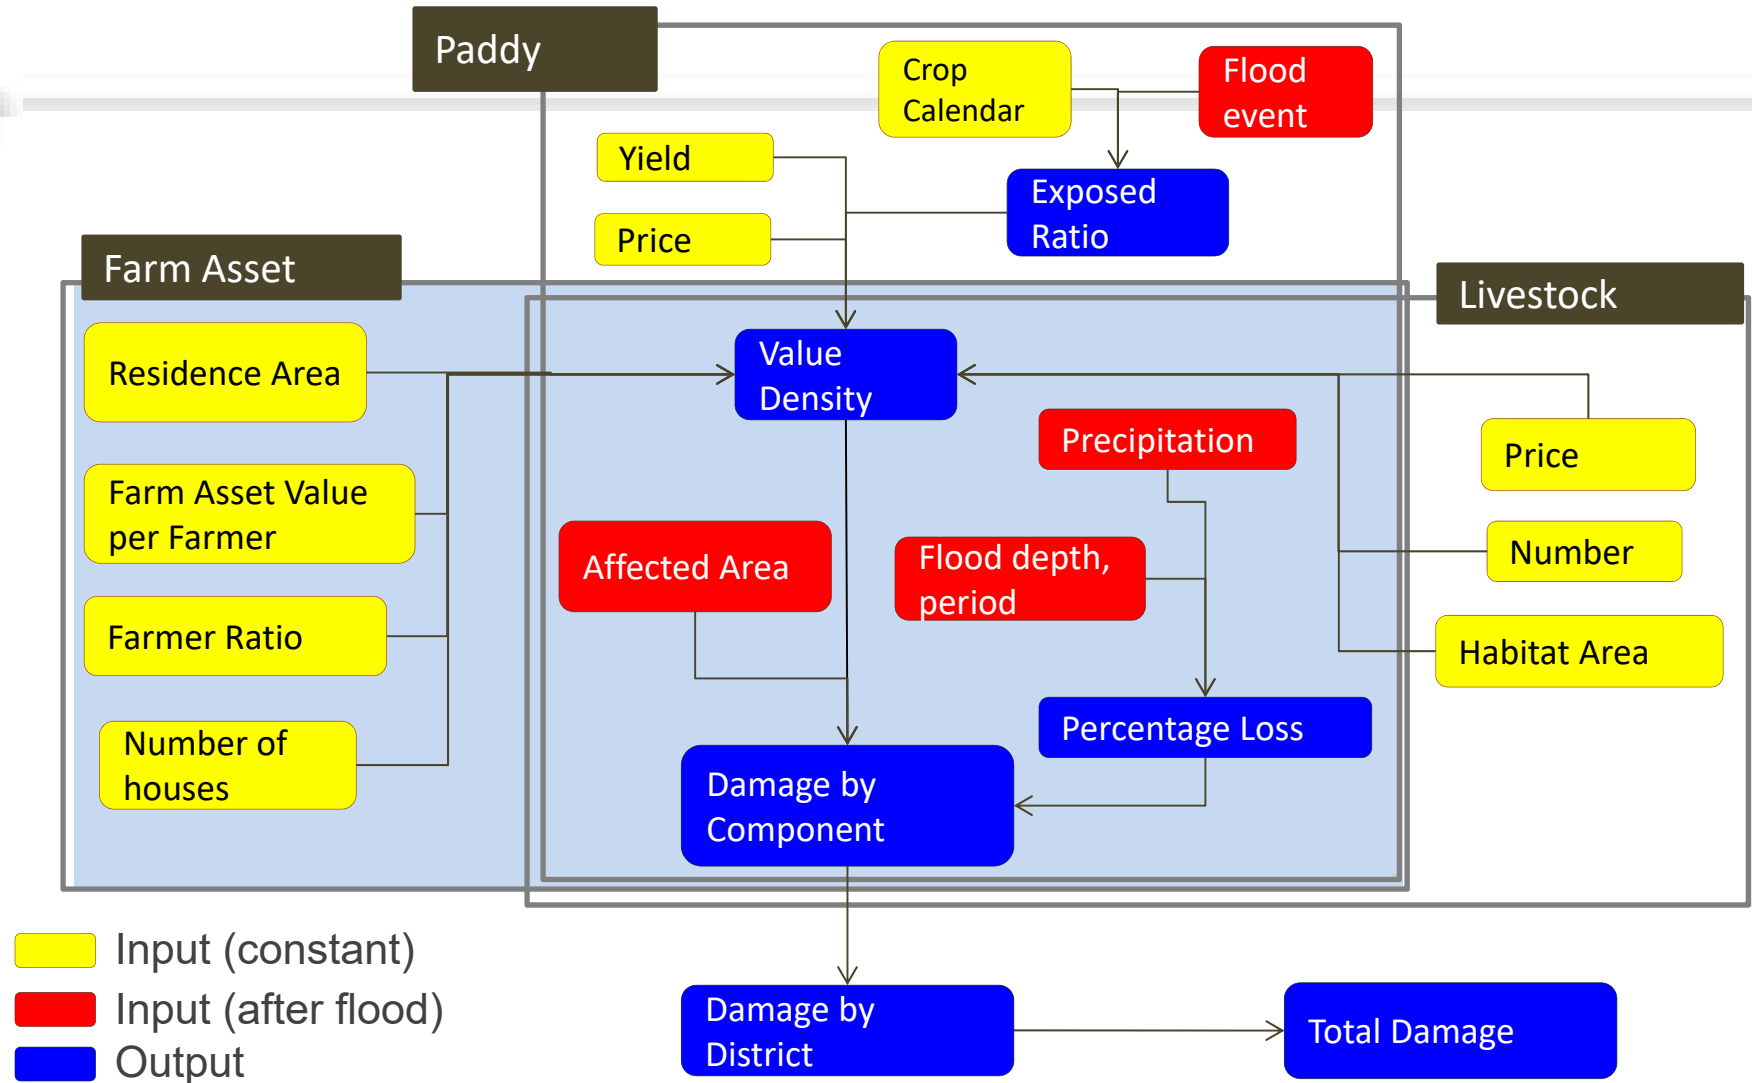 Paddy
Crop
Calendar
Flood
event
Yield
Exposed
Ratio
Price
Farm Asset
Livestock
Residence Area
Value
Density
Precipitation
Price
Farm Asset Value
per Farmer
Affected Area
Flood depth,
period
Number
Farmer Ratio
Habitat Area
Number of
houses
Percentage Loss
Damage by
Component
Input (constant)
Input (after flood)
Output
Damage by
District
Total Damage